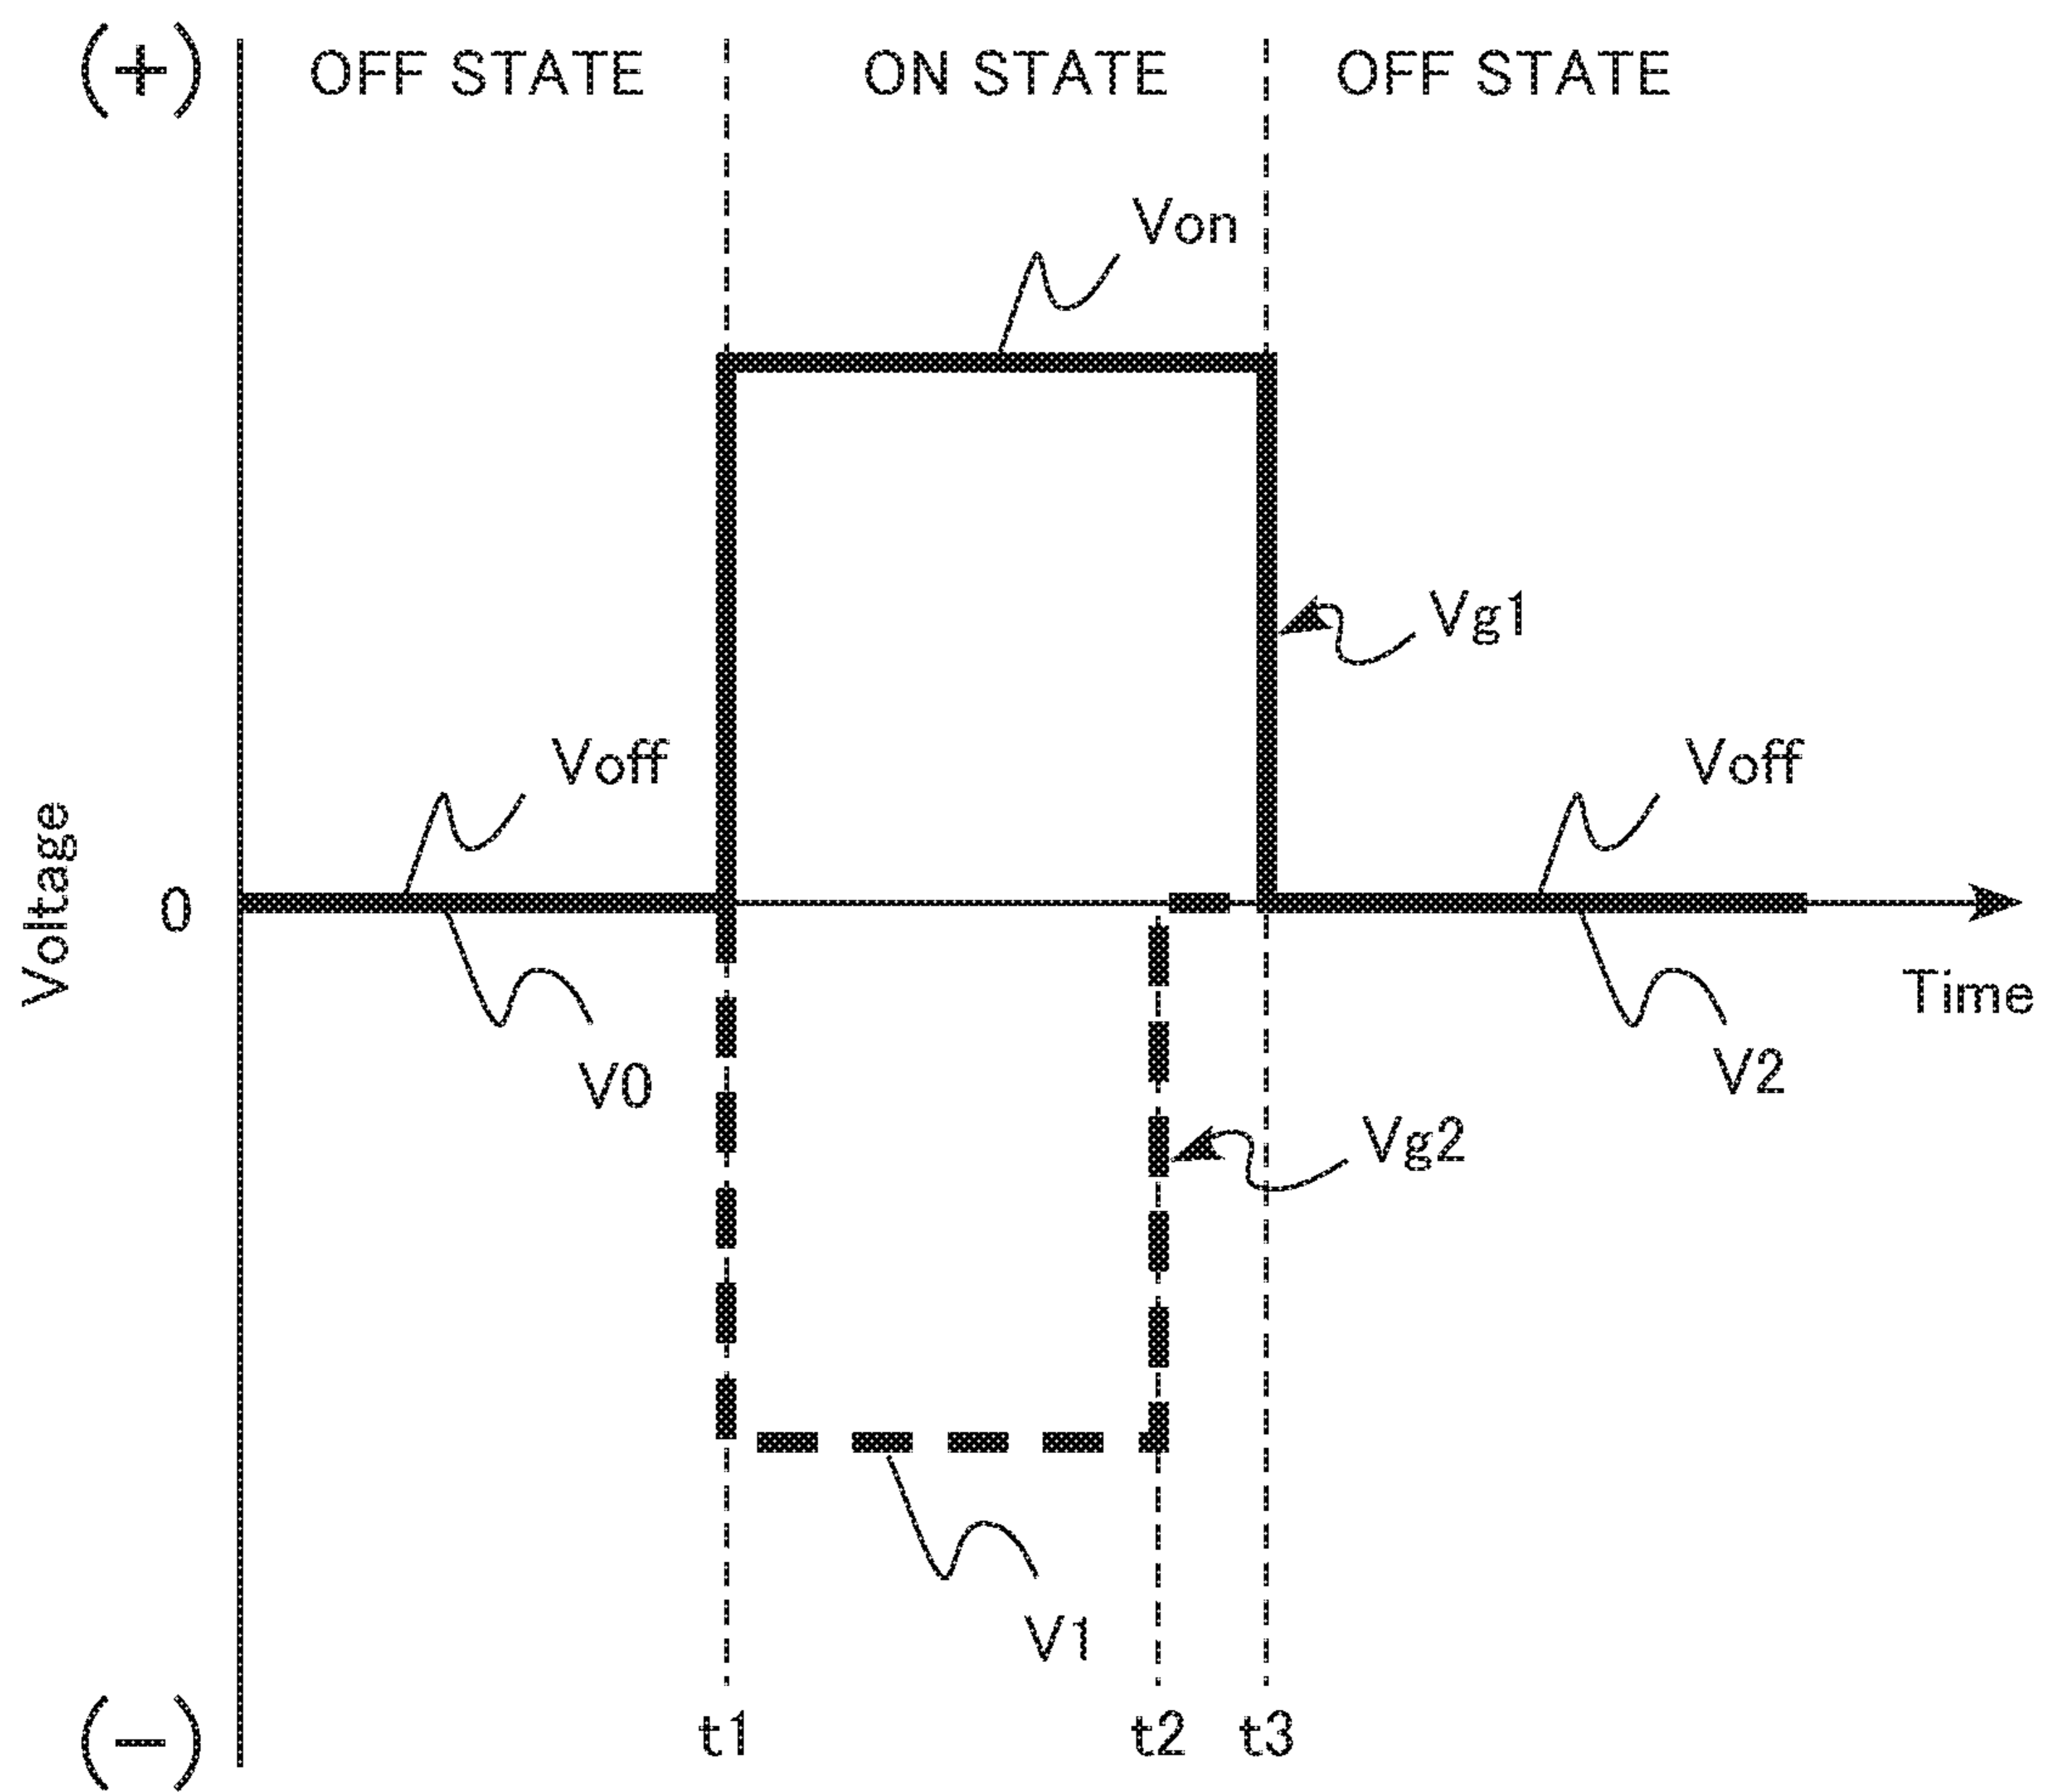 (+)
OFF STATE
ON STATE
OFF STATE
Von
Vg1
Voff
Voff
Voltage
0
Time
V0
V2
Vg2
V1
(-)
t1
t2
t3